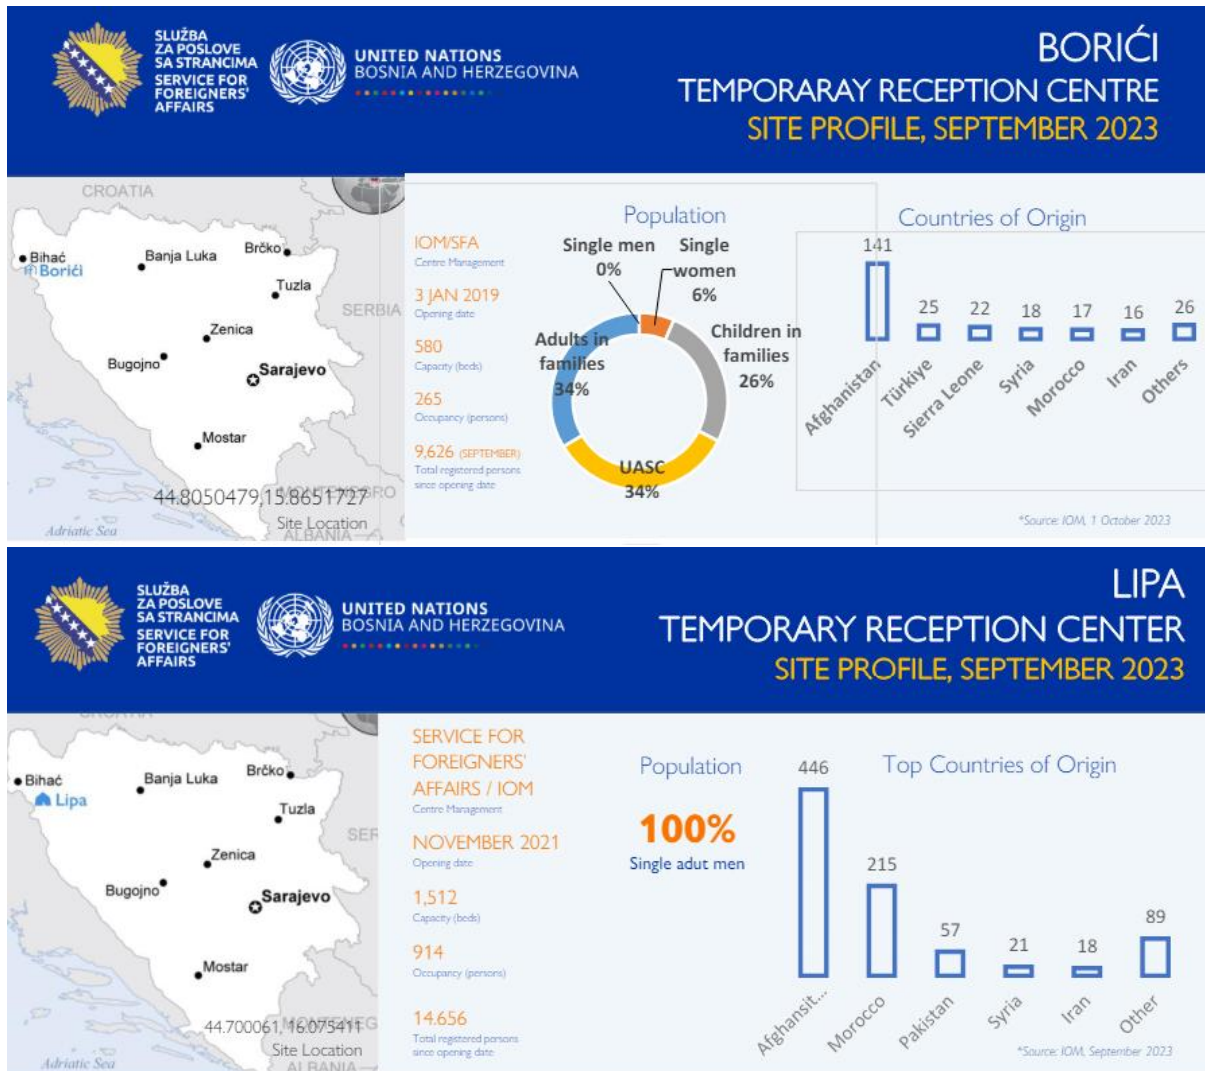 SLUŽBA
ZA POSLOVE
SA STRANCIMA
SERVICE FOR
FOREIGNERS'
AFFAIRS
UNITED NATIONS
BOSNIA AND HERZEGOVINA
BORIĆI
TEMPORARAY RECEPTION CENTRE
SITE PROFILE, SEPTEMBER 2023
CROATIA
Bihać
Borići
Banja Luka
Brčko
Tuzla
SERBIA
Zenica
Bugojno
Sarajevo
Mostar
MONTENEGRO
44.8050479,15.8651727
Site Location
ALBANIA
Adriatic Sea
IOM/SFA
Centre Management
3 JAN 2019
Opening date
580
Capacity (beds)
265
Occupancy (persons)
9,626 (SEPTEMBER)
Total registered persons
since opening date
Population
Single men
0%
Single
women
6%
Children in
families
26%
UASC
34%
Adults in
families
34%
Countries of Origin
141
25
22
18
17
16
26
Afghanistan
Türkiye
Sierra Leone
Syria
Morocco
Iran
Others
*Source: IOM, 1 October 2023
SLUŽBA
ZA POSLOVE
SA STRANCIMA
SERVICE FOR
FOREIGNERS'
AFFAIRS
UNITED NATIONS
BOSNIA AND HERZEGOVINA
LIPA
TEMPORARY RECEPTION CENTER
SITE PROFILE, SEPTEMBER 2023
CROATIA
Bihać
Lipa
Banja Luka
Brčko
Tuzla
SER
Zenica
Bugojno
Sarajevo
Mostar
MONTENEG
44.700061, 16.075411
Site Location
ALBANIA
Adriatic Sea
SERVICE FOR
FOREIGNERS'
AFFAIRS / IOM
Centre Management
NOVEMBER 2021
Opening date
1,512
Capacity (beds)
914
Occupancy (persons)
14.656
Total registered persons
since opening date
Population
100%
Single adut men
Top Countries of Origin
446
215
57
21
18
89
Afghansit...
Morocco
Pakistan
Syria
Iran
Other
*Source: IOM, September 2023